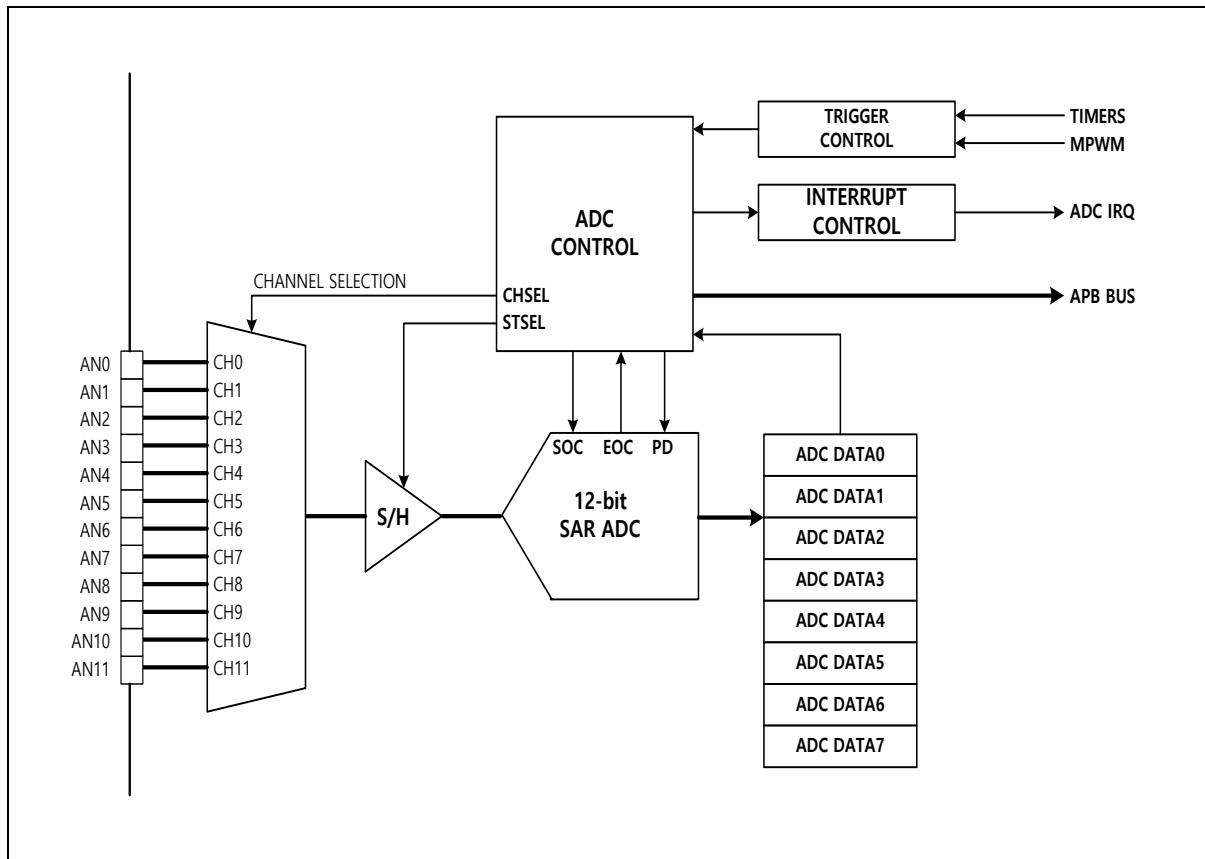 TRIGGER
CONTROL
TIMERS
MPWM
INTERRUPT
CONTROL
ADC IRQ
ADC
CONTROL
CHANNEL SELECTION
CHSEL
STSEL
APB BUS
AN0
AN1
AN2
AN3
AN4
AN5
AN6
AN7
AN8
AN9
AN10
AN11
CH0
CH1
CH2
CH3
CH4
CH5
CH6
CH7
CH8
CH9
CH10
CH11
S/H
SOC EOC PD
12-bit
SAR ADC
ADC DATA0
ADC DATA1
ADC DATA2
ADC DATA3
ADC DATA4
ADC DATA5
ADC DATA6
ADC DATA7